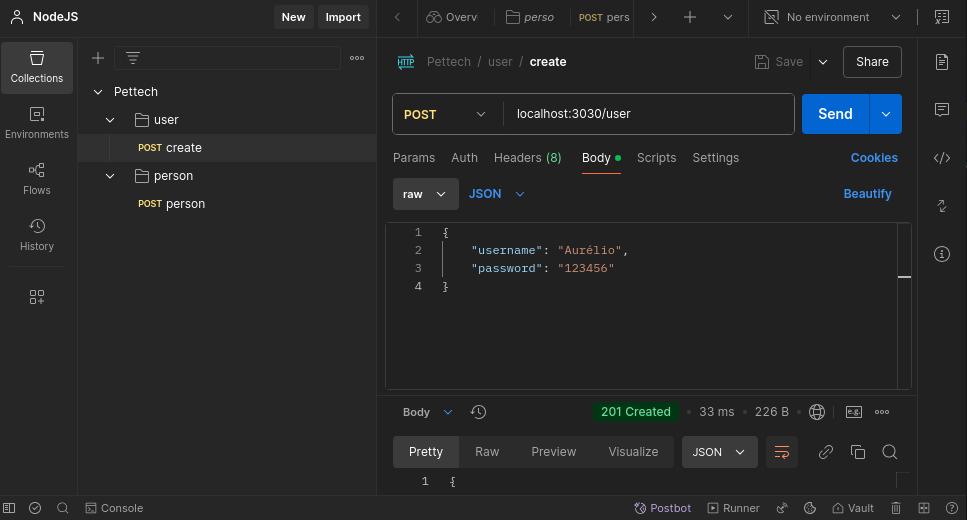 NodeJS
New
Import
Overv
perso
POST pers
No environment
Collections
Environments
Flows
History
Pettech
user
POST create
person
POST person
HTTP
Pettech / user / create
Save
Share
POST
localhost:3030/user
Send
Params
Auth
Headers (8)
Body
Scripts
Settings
Cookies
raw
JSON
Beautify
1 {
2 "username": "Aurélio",
3 "password": "123456"
4 }
Body
201 Created
33 ms
226 B
e.g.
Pretty
Raw
Preview
Visualize
JSON
1 {
Console
Postbot
Runner
Vault